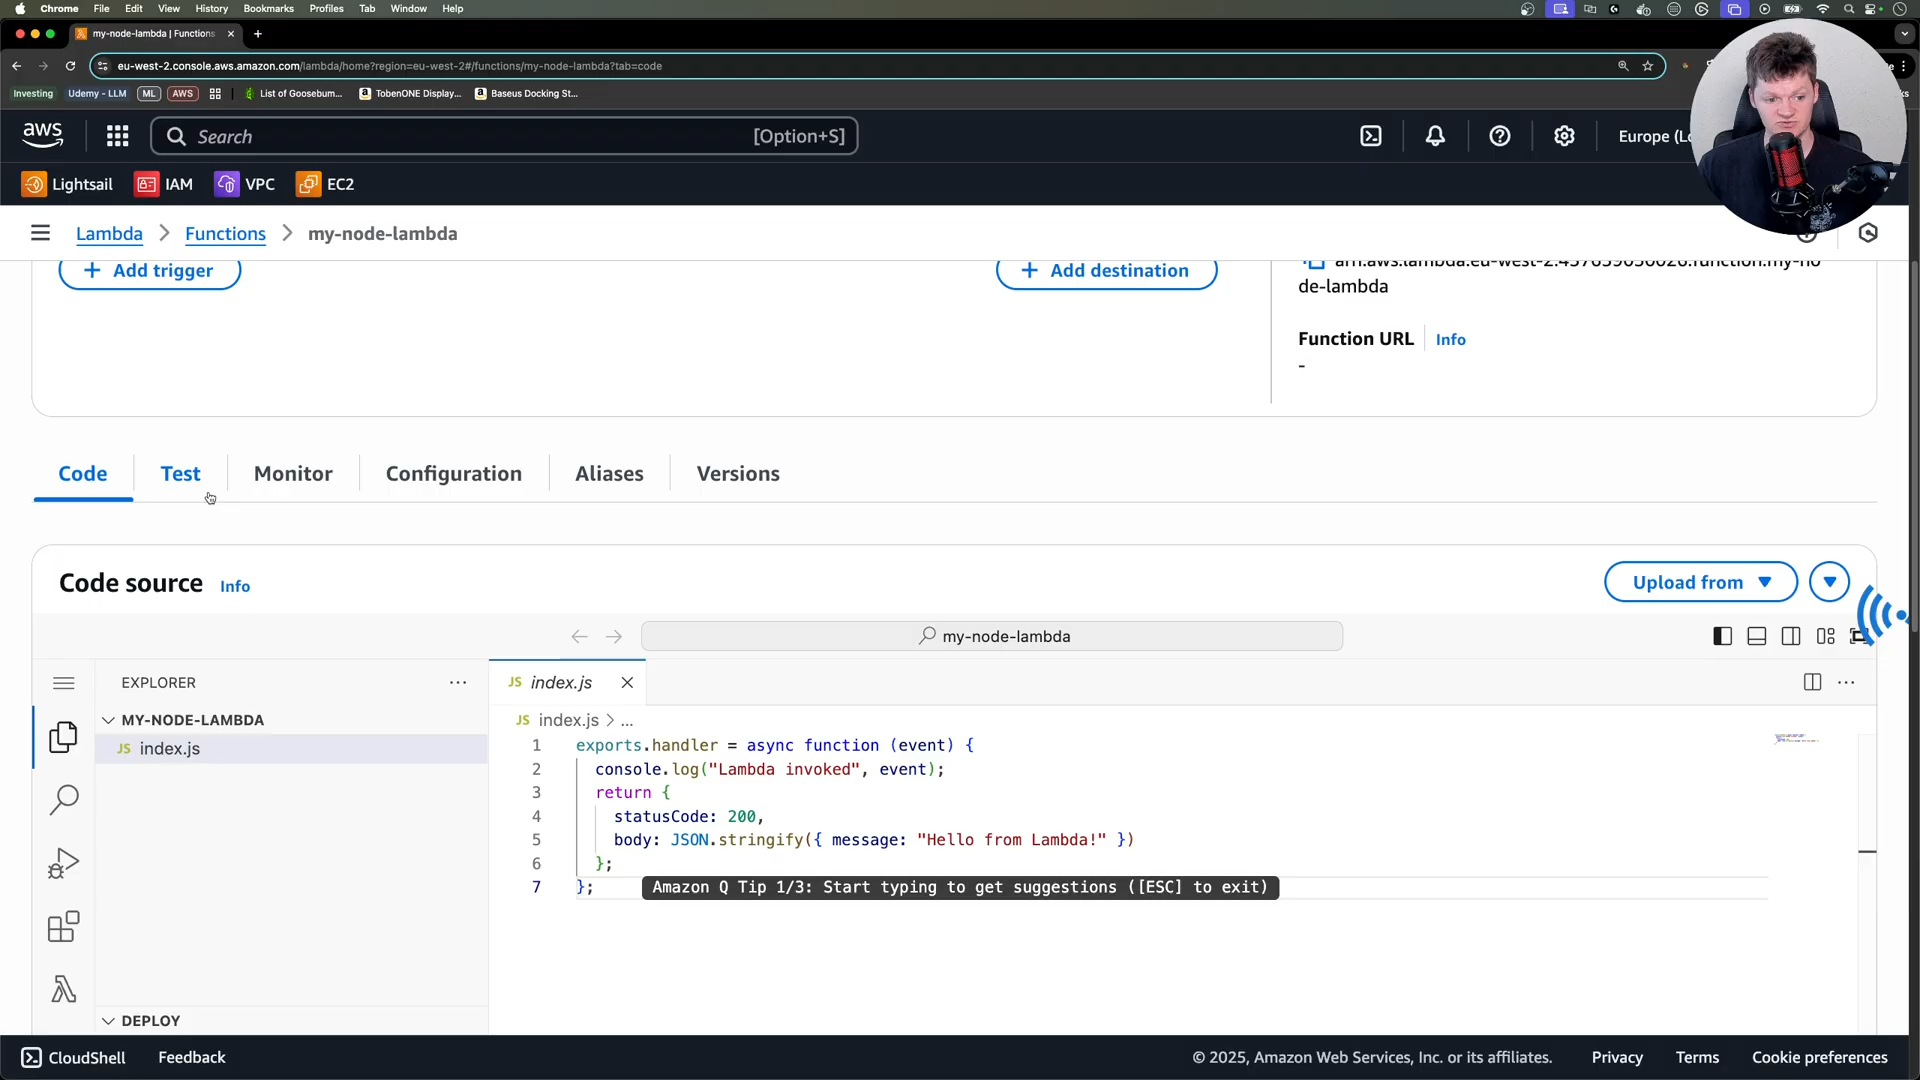 Chrome File Edit View History Bookmarks Profiles Tab Window Help
my-node-lambda | Functions
eu-west-2.console.aws.amazon.com/lambda/home?region=eu-west-2#/functions/my-node-lambda?tab=code
Investing Udemy - LLM ML AWS List of Goosebum... TobenONE Display... Baseus Docking St...
aws Search [Option+S] Europe (Lo
Lightsail IAM VPC EC2
Lambda Functions my-node-lambda
+ Add trigger
+ Add destination
de-lambda
Function URL Info
-
Code Test Monitor Configuration Aliases Versions
Code source Info
Upload from
my-node-lambda
EXPLORER
MY-NODE-LAMBDA
JS index.js
DEPLOY
JS index.js
JS index.js > ...
1 exports.handler = async function (event) {
2 console.log("Lambda invoked", event);
3 return {
4 statusCode: 200,
5 body: JSON.stringify({ message: "Hello from Lambda!" })
6 };
7 }; Amazon Q Tip 1/3: Start typing to get suggestions ([ESC] to exit)
CloudShell Feedback
© 2025, Amazon Web Services, Inc. or its affiliates. Privacy Terms Cookie preferences